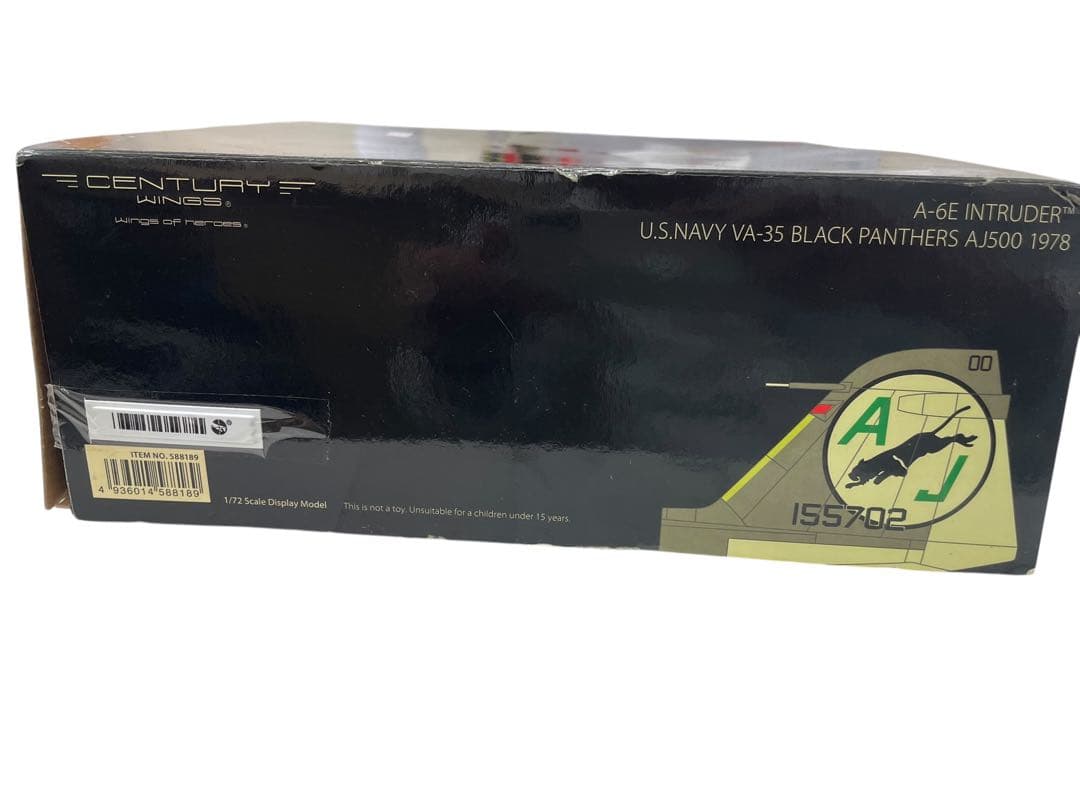 CENTURY
WINGS®
wings of heroes®
A-6E INTRUDER™
U.S.NAVY VA-35 BLACK PANTHERS AJ500 1978
00
A
J
155702
ITEM NO. 588189
4 936014 588189
1/72 Scale Display Model
This is not a toy. Unsuitable for a children under 15 years.